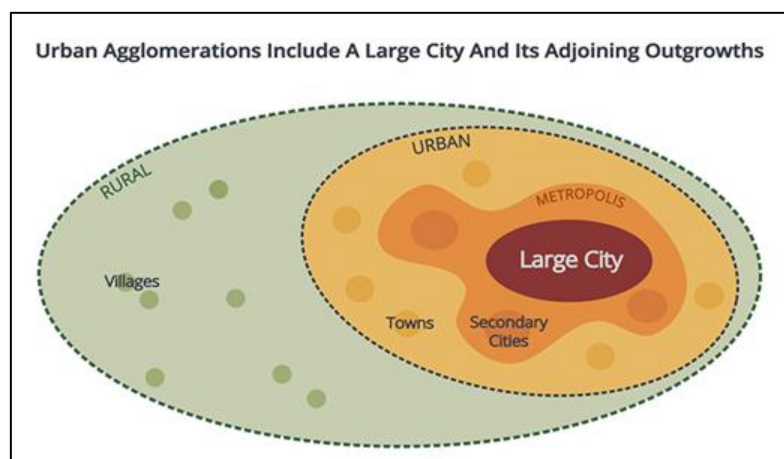 Urban Agglomerations Include A Large City And Its Adjoining Outgrowths
URBAN
RURAL
METROPOLIS
Large City
Villages
Towns
Secondary
Cities